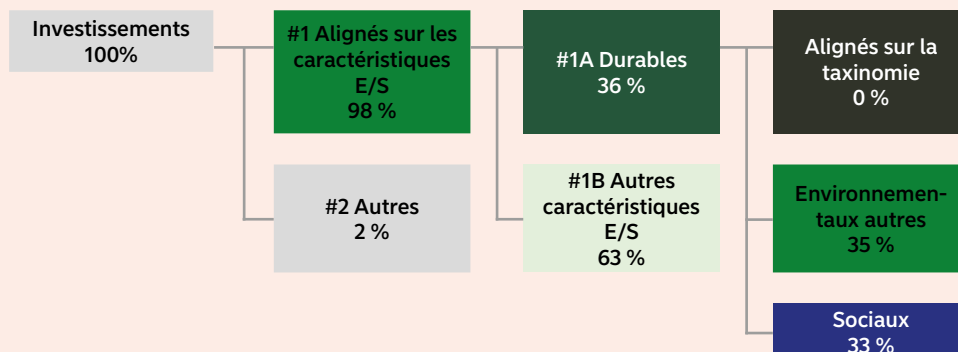 Investissements
100%
#1 Alignés sur les
caractéristiques
E/S
98 %
#1A Durables
36 %
Alignés sur la
taxinomie
0 %
#2 Autres
2 %
#1B Autres
caractéristiques
E/S
63 %
Environnemen-
taux autres
35 %
Sociaux
33 %